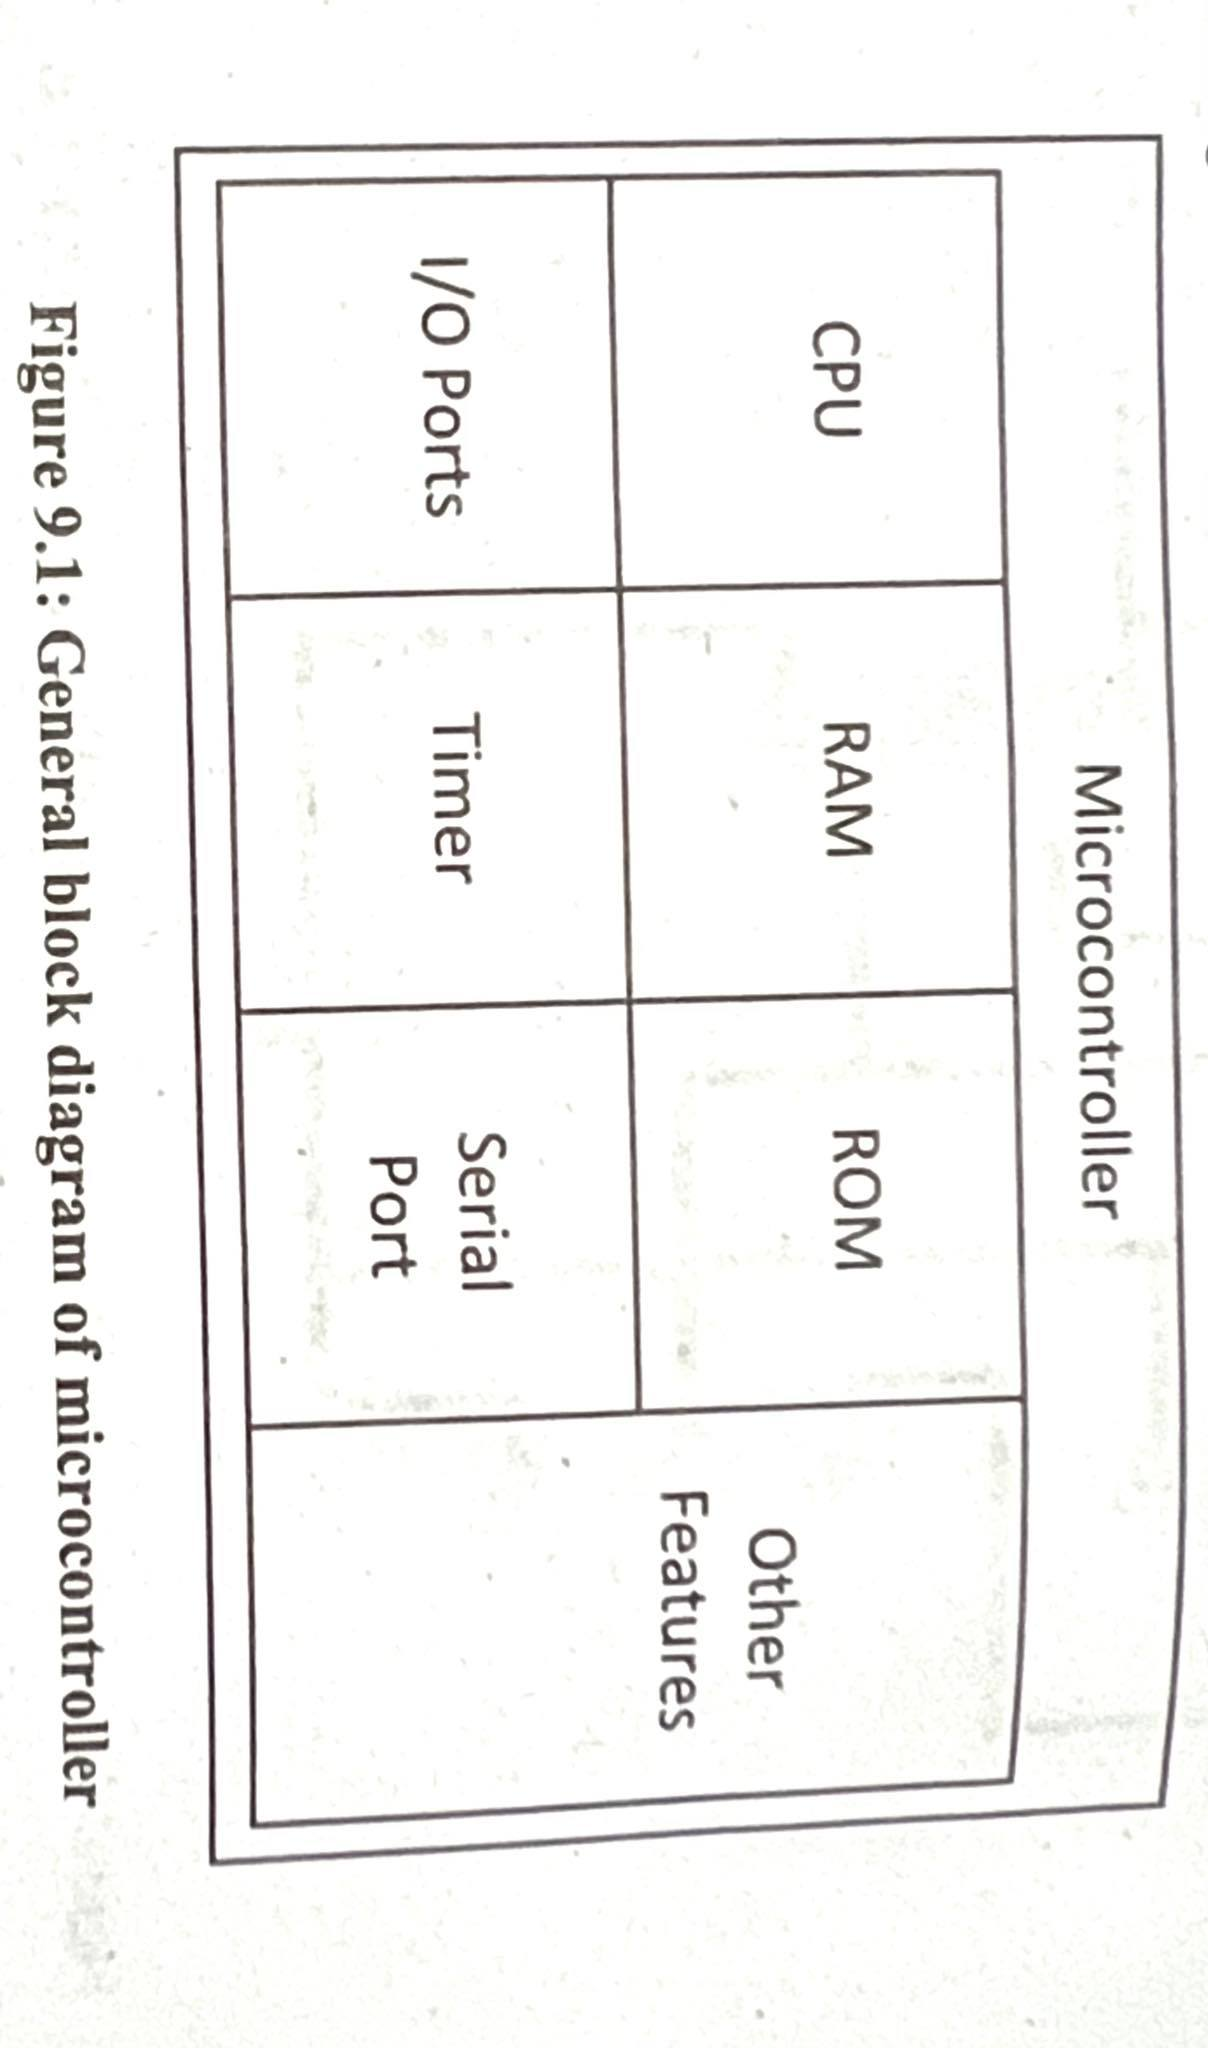 Microcontroller
CPU
RAM
ROM
Other
Features
I/O Ports
Timer
Serial
Port
Figure 9.1: General block diagram of microcontroller